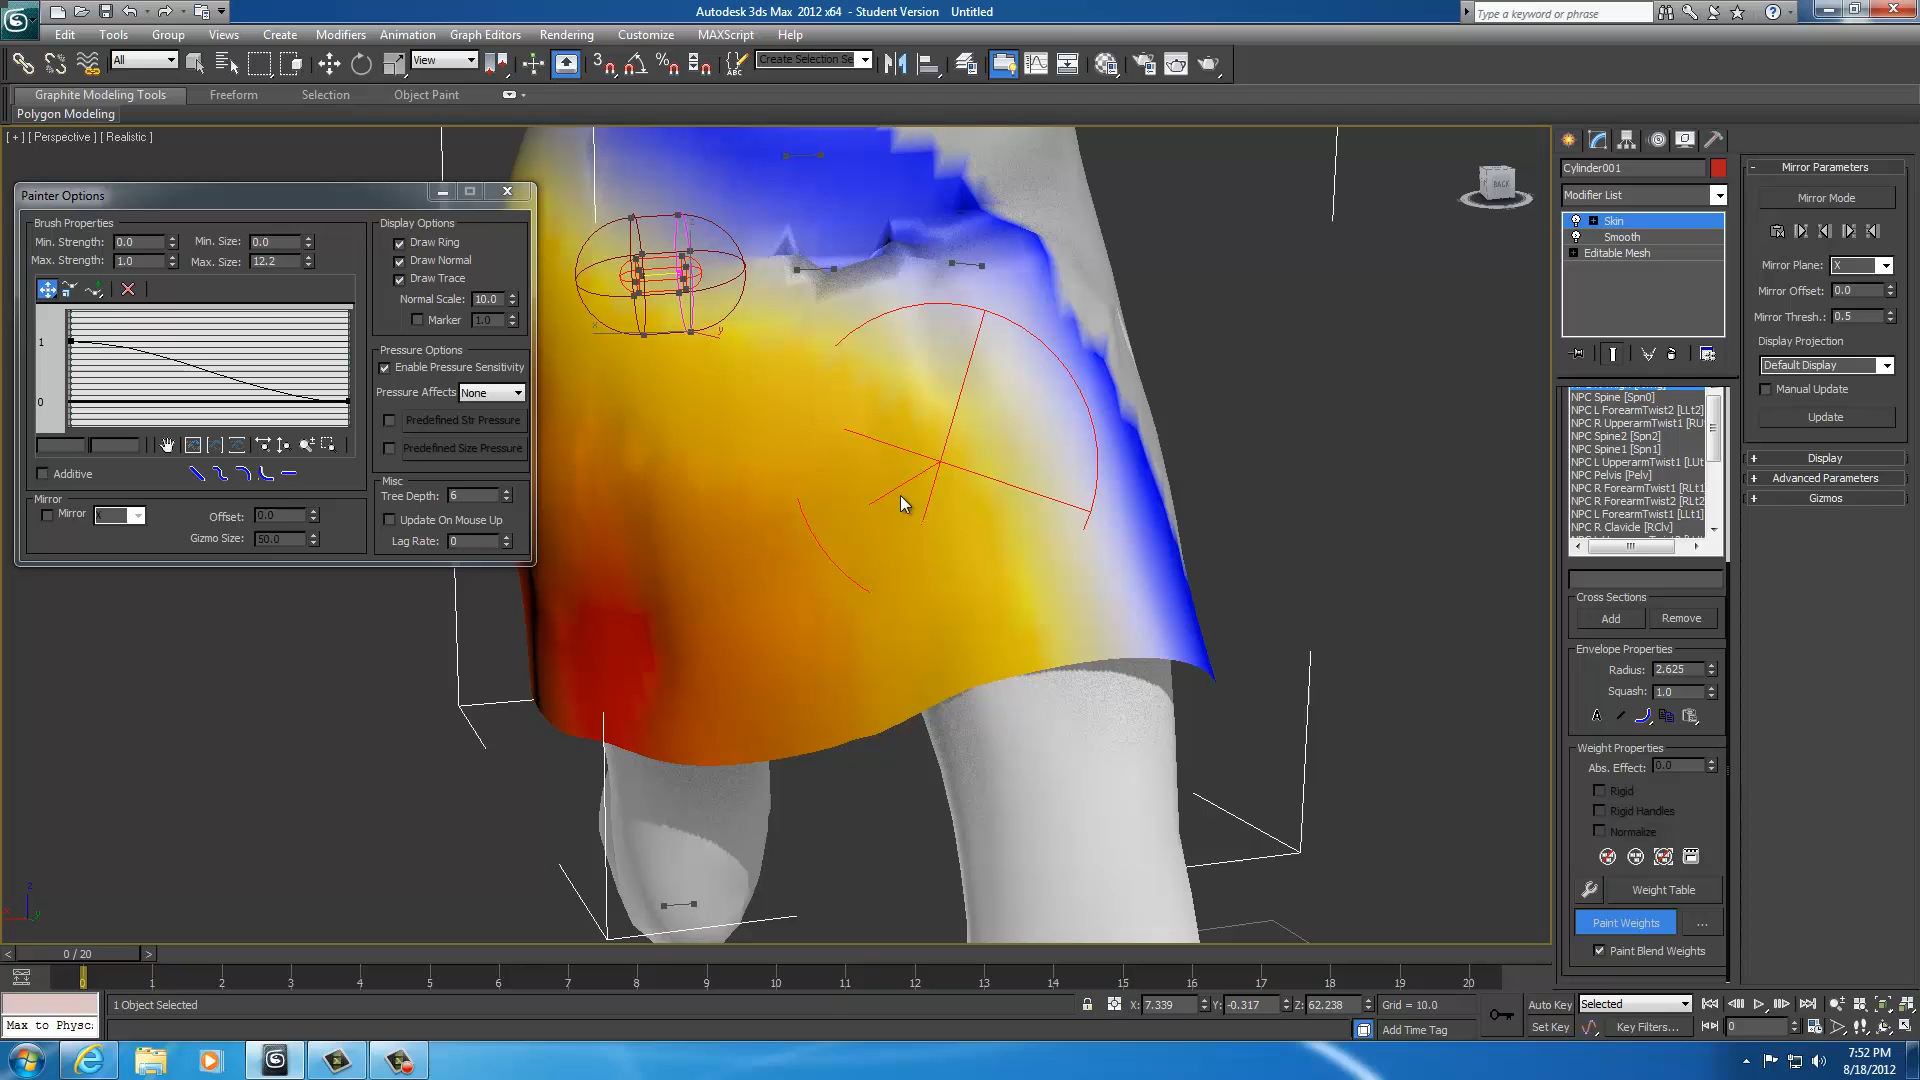 Autodesk 3ds Max 2012 x64 - Student Version Untitled
Type a keyword or phrase
Edit Tools Group Views Create Modifiers Animation Graph Editors Rendering Customize MAXScript Help
All View Create Selection Se
Graphite Modeling Tools Freeform Selection Object Paint
Polygon Modeling
[ + ] [ Perspective ] [ Realistic ]
Painter Options
Brush Properties
Min. Strength: 0.0 Min. Size: 0.0
Max. Strength: 1.0 Max. Size: 12.2
1
0
Additive
Mirror
Mirror X Offset: 0.0
Gizmo Size: 50.0
Display Options
Draw Ring
Draw Normal
Draw Trace
Normal Scale: 10.0
Marker 1.0
Pressure Options
Enable Pressure Sensitivity
Pressure Affects None
Predefined Str Pressure
Predefined Size Pressure
Misc
Tree Depth: 6
Update On Mouse Up
Lag Rate: 0
x y
BACK
z
x y
Cylinder001
Modifier List
Skin
Smooth
Editable Mesh
NPC Spine [Spn0]
NPC L ForearmTwist2 [LLt2]
NPC R UpperarmTwist1 [RU
NPC Spine2 [Spn2]
NPC Spine1 [Spn1]
NPC L UpperarmTwist1 [LUt
NPC Pelvis [Pelv]
NPC R ForearmTwist1 [RLt1]
NPC R ForearmTwist2 [RLt2]
NPC L ForearmTwist1 [LLt1]
NPC R Clavicle [RClv]
Cross Sections
Add Remove
Envelope Properties
Radius: 2.625
Squash: 1.0
Weight Properties
Abs. Effect: 0.0
Rigid
Rigid Handles
Normalize
Weight Table
Paint Weights ...
Paint Blend Weights
Mirror Parameters
Mirror Mode
Mirror Plane: X
Mirror Offset: 0.0
Mirror Thresh.: 0.5
Display Projection
Default Display
Manual Update
Update
+ Display
+ Advanced Parameters
+ Gizmos
< 0 / 20 >
0 1 2 3 4 5 6 7 8 9 10 11 12 13 14 15 16 17 18 19 20
1 Object Selected X: 7.339 Y: -0.317 Z: 62.238 Grid = 10.0 Auto Key Selected
Max to Physc: Add Time Tag Set Key Key Filters... 0
7:52 PM
8/18/2012